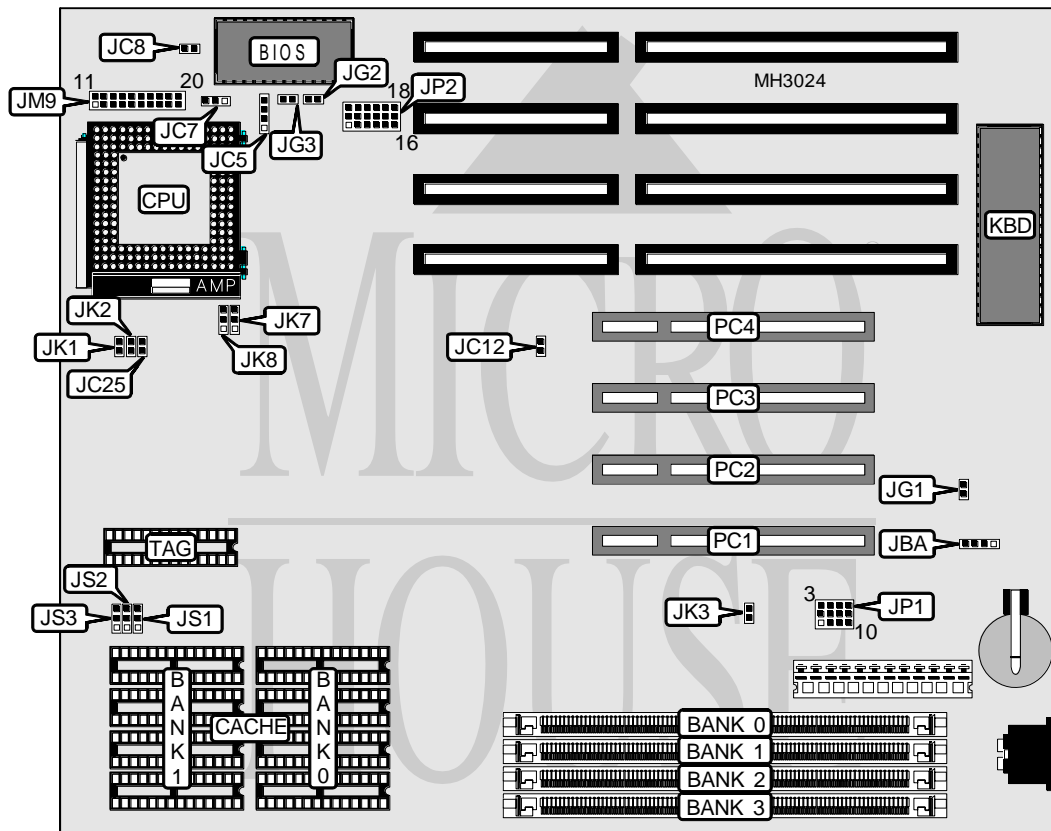 JC8
BIOS
JG2
MH3024
11
20
18
JP2
JM9
JC7
JG3
16
JC5
CPU
KBD
AMP
JK2
JK7
PC4
JK1
JC12
JK8
JC25
PC3
PC2
JG1
TAG
PC1
JBA
JS2
JS3
JS1
JK3
3
JP1
10
BANK1
CACHE
BANK0
BANK 0
BANK 1
BANK 2
BANK 3
MICRO
HOUSE